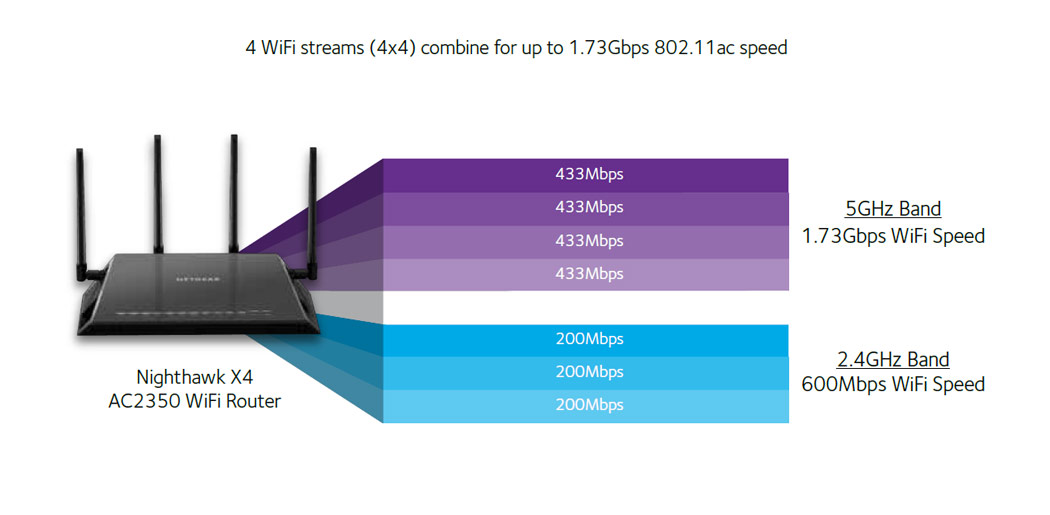 4 WiFi streams (4x4) combine for up to 1.73Gbps 802.11ac speed
NETGEAR
Nighthawk X4
AC2350 WiFi Router
433Mbps
433Mbps
433Mbps
433Mbps
5GHz Band
1.73Gbps WiFi Speed
200Mbps
200Mbps
200Mbps
2.4GHz Band
600Mbps WiFi Speed